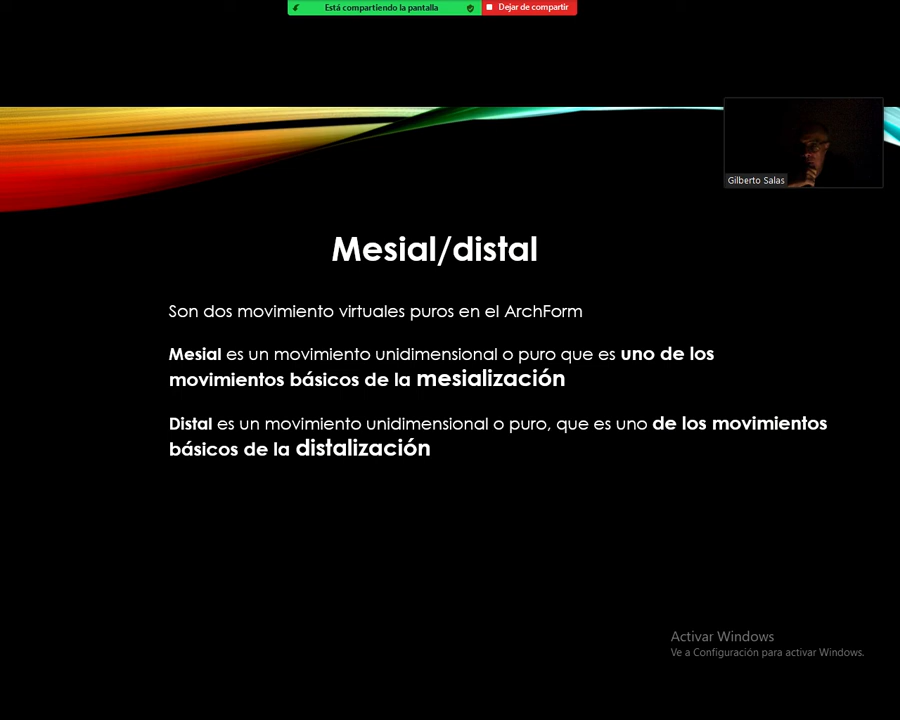 Está compartiendo la pantalla
Dejar de compartir
Gilberto Salas
Mesial/distal
Son dos movimiento virtuales puros en el ArchForm
Mesial es un movimiento unidimensional o puro que es uno de los
movimientos básicos de la mesialización
Distal es un movimiento unidimensional o puro, que es uno de los movimientos
básicos de la distalización
Activar Windows
Ve a Configuración para activar Windows.